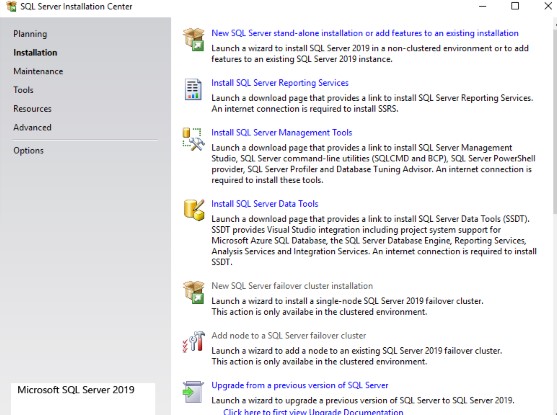 SQL Server Installation Center
Planning
Installation
Maintenance
Tools
Resources
Advanced
Options
New SQL Server stand-alone installation or add features to an existing installation
Launch a wizard to install SQL Server 2019 in a non-clustered environment or to add
features to an existing SQL Server 2019 instance.
Install SQL Server Reporting Services
Launch a download page that provides a link to install SQL Server Reporting Services.
An internet connection is required to install SSRS.
Install SQL Server Management Tools
Launch a download page that provides a link to install SQL Server Management
Studio, SQL Server command-line utilities (SQLCMD and BCP), SQL Server PowerShell
provider, SQL Server Profiler and Database Tuning Advisor. An internet connection is
required to install these tools.
Install SQL Server Data Tools
Launch a download page that provides a link to install SQL Server Data Tools (SSDT).
SSDT provides Visual Studio integration including project system support for
Microsoft Azure SQL Database, the SQL Server Database Engine, Reporting Services,
Analysis Services and Integration Services. An internet connection is required to install
SSDT.
New SQL Server failover cluster installation
Launch a wizard to install a single-node SQL Server 2019 failover cluster.
This action is only availabe in the clustered environment.
Add node to a SQL Server failover cluster
Launch a wizard to add a node to an existing SQL Server 2019 failover cluster.
This action is only availabe in the clustered environment.
Upgrade from a previous version of SQL Server
Launch a wizard to upgrade a previous version of SQL Server to SQL Server 2019.
Click here to first view Upgrade Documentation
Microsoft SQL Server 2019